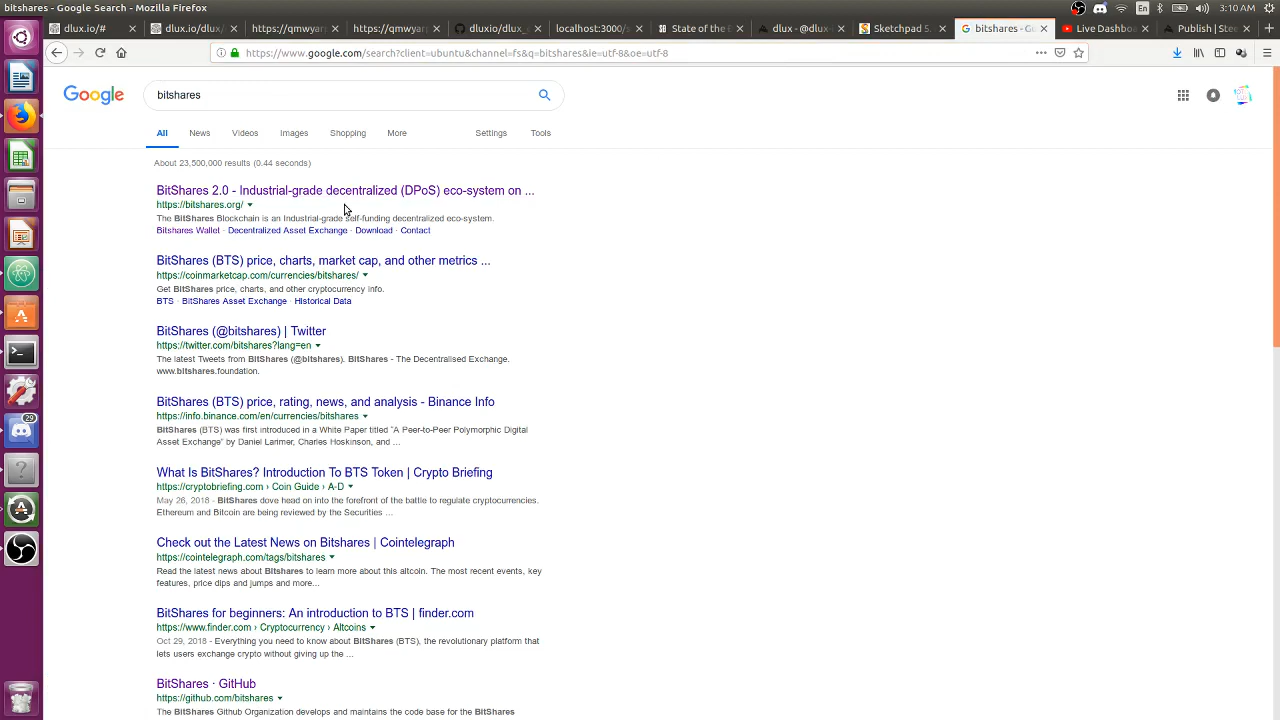 bitshares - Google Search - Mozilla Firefox
En
3:10 AM
dlux.io/#
dlux.io/dluxi
https://qmwyqr
https://qmwyar
dluxio/dlux_o
localhost:3000/s
State of the D
dlux - @dlux-i
Sketchpad 5.
bitshares - Go
Live Dashboa
Publish | Stee
https://www.google.com/search?client=ubuntu&channel=fs&q=bitshares&ie=utf-8&oe=utf-8
Google
bitshares
All News Videos Images Shopping More Settings Tools
About 23,500,000 results (0.44 seconds)
BitShares 2.0 - Industrial-grade decentralized (DPoS) eco-system on ...
https://bitshares.org/
The BitShares Blockchain is an Industrial-grade self-funding decentralized eco-system.
Bitshares Wallet · Decentralized Asset Exchange · Download · Contact
BitShares (BTS) price, charts, market cap, and other metrics ...
https://coinmarketcap.com/currencies/bitshares/
Get BitShares price, charts, and other cryptocurrency info.
BTS · BitShares Asset Exchange · Historical Data
BitShares (@bitshares) | Twitter
https://twitter.com/bitshares?lang=en
The latest Tweets from BitShares (@bitshares). BitShares - The Decentralised Exchange.
www.bitshares.foundation.
BitShares (BTS) price, rating, news, and analysis - Binance Info
https://info.binance.com/en/currencies/bitshares
BitShares (BTS) was first introduced in a White Paper titled "A Peer-to-Peer Polymorphic Digital
Asset Exchange" by Daniel Larimer, Charles Hoskinson, and ...
What Is BitShares? Introduction To BTS Token | Crypto Briefing
https://cryptobriefing.com › Coin Guide › A-D
May 26, 2018 - BitShares dove head on into the forefront of the battle to regulate cryptocurrencies.
Ethereum and Bitcoin are being reviewed by the Securities ...
Check out the Latest News on Bitshares | Cointelegraph
https://cointelegraph.com/tags/bitshares
Read the latest news about Bitshares to learn more about this altcoin. The most recent events, key
features, price dips and jumps and more...
BitShares for beginners: An introduction to BTS | finder.com
https://www.finder.com › Cryptocurrency › Altcoins
Oct 29, 2018 - Everything you need to know about BitShares (BTS), the revolutionary platform that
lets users exchange crypto without giving up the ...
BitShares · GitHub
https://github.com/bitshares
The BitShares Github Organization develops and maintains the code base for the BitShares